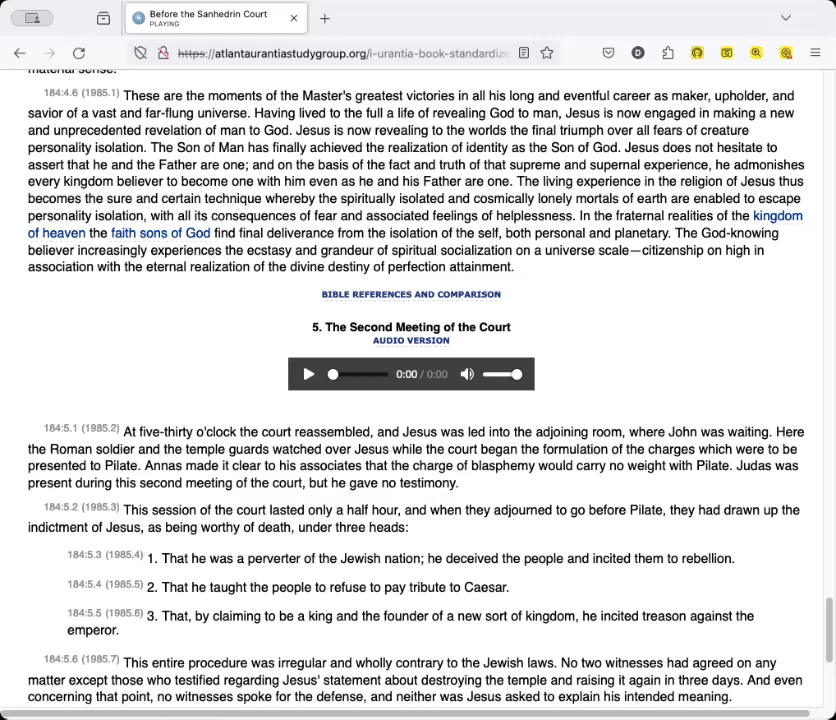 Before the Sanhedrin Court
PLAYING
https://atlantaurantiastudygroup.org/i-urantia-book-standardize
material sense.
184:4.6 (1985.1) These are the moments of the Master's greatest victories in all his long and eventful career as maker, upholder, and
savior of a vast and far-flung universe. Having lived to the full a life of revealing God to man, Jesus is now engaged in making a new
and unprecedented revelation of man to God. Jesus is now revealing to the worlds the final triumph over all fears of creature
personality isolation. The Son of Man has finally achieved the realization of identity as the Son of God. Jesus does not hesitate to
assert that he and the Father are one; and on the basis of the fact and truth of that supreme and supernal experience, he admonishes
every kingdom believer to become one with him even as he and his Father are one. The living experience in the religion of Jesus thus
becomes the sure and certain technique whereby the spiritually isolated and cosmically lonely mortals of earth are enabled to escape
personality isolation, with all its consequences of fear and associated feelings of helplessness. In the fraternal realities of the kingdom
of heaven the faith sons of God find final deliverance from the isolation of the self, both personal and planetary. The God-knowing
believer increasingly experiences the ecstasy and grandeur of spiritual socialization on a universe scale—citizenship on high in
association with the eternal realization of the divine destiny of perfection attainment.
BIBLE REFERENCES AND COMPARISON
5. The Second Meeting of the Court
AUDIO VERSION
0:00 / 0:00
184:5.1 (1985.2) At five-thirty o'clock the court reassembled, and Jesus was led into the adjoining room, where John was waiting. Here
the Roman soldier and the temple guards watched over Jesus while the court began the formulation of the charges which were to be
presented to Pilate. Annas made it clear to his associates that the charge of blasphemy would carry no weight with Pilate. Judas was
present during this second meeting of the court, but he gave no testimony.
184:5.2 (1985.3) This session of the court lasted only a half hour, and when they adjourned to go before Pilate, they had drawn up the
indictment of Jesus, as being worthy of death, under three heads:
184:5.3 (1985.4) 1. That he was a perverter of the Jewish nation; he deceived the people and incited them to rebellion.
184:5.4 (1985.5) 2. That he taught the people to refuse to pay tribute to Caesar.
184:5.5 (1985.6) 3. That, by claiming to be a king and the founder of a new sort of kingdom, he incited treason against the
emperor.
184:5.6 (1985.7) This entire procedure was irregular and wholly contrary to the Jewish laws. No two witnesses had agreed on any
matter except those who testified regarding Jesus' statement about destroying the temple and raising it again in three days. And even
concerning that point, no witnesses spoke for the defense, and neither was Jesus asked to explain his intended meaning.